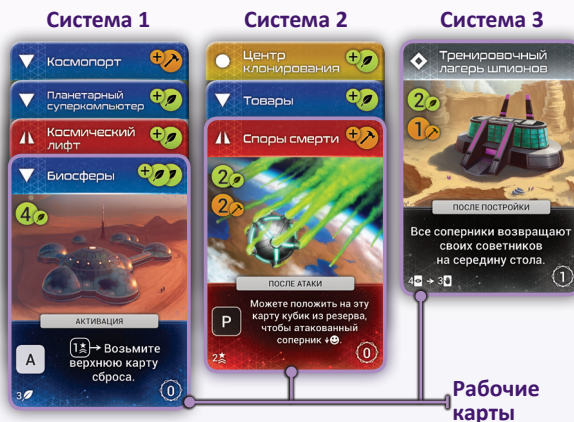 Система 1
Система 2
Система 3
Космопорт
+
Планетарный
суперкомпьютер
+
Космический
лифт
+
Биосферы
+
4
АКТИВАЦИЯ
A
1 → Возьмите
верхнюю карту
сброса.
3
0
Центр
клонирования
+
Товары
+
Споры смерти
+
2
2
ПОСЛЕ АТАКИ
P
Можете положить на эту
карту кубик из резерва,
чтобы атакованный
соперник
2
0
Тренировочный
лагерь шпионов
2
1
ПОСЛЕ ПОСТРОЙКИ
Все соперники возвращают
своих советников
на середину стола.
4 → 3
1
Рабочие
карты